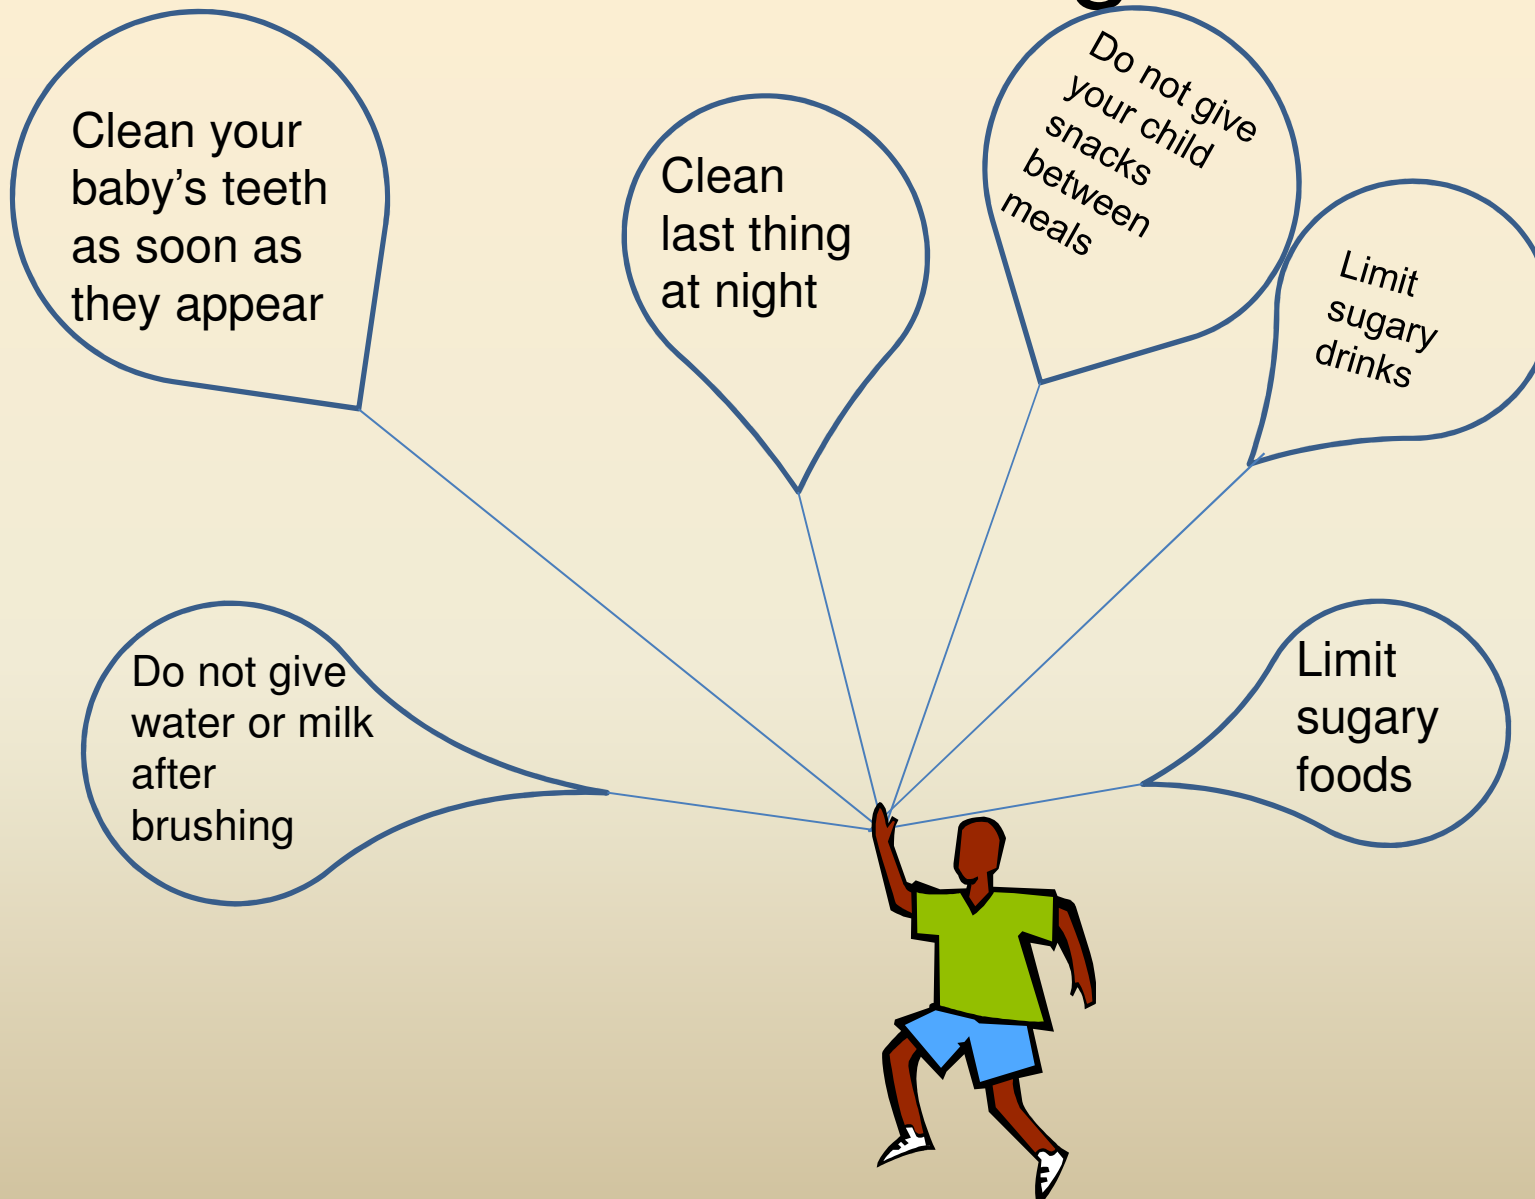 Clean your
baby’s teeth
as soon as
they appear
Clean
last thing
at night
Do not give
your child
snacks
between
meals
Limit
sugary
drinks
Do not give
water or milk
after
brushing
Limit
sugary
foods